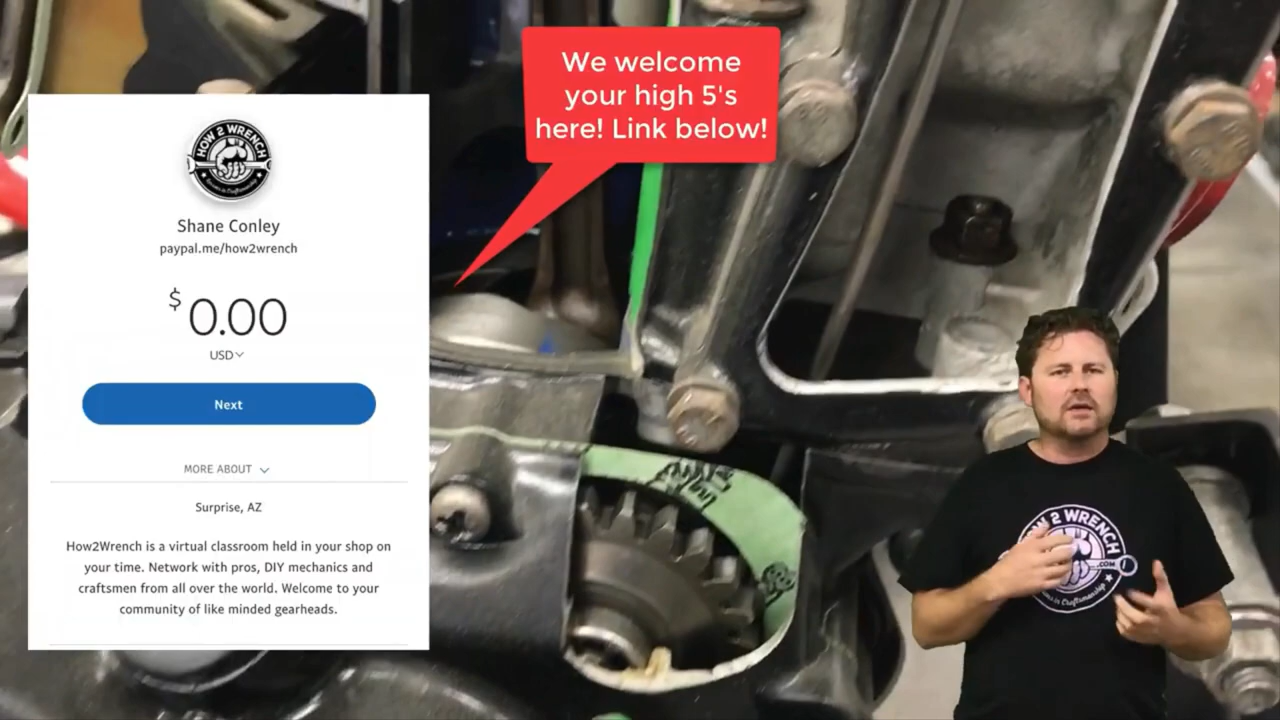 HOW 2 WRENCH
Shane Conley
paypal.me/how2wrench
$ 0.00
USD
Next
MORE ABOUT
Surprise, AZ
How2Wrench is a virtual classroom held in your shop on
your time. Network with pros, DIY mechanics and
craftsmen from all over the world. Welcome to your
community of like minded gearheads.
We welcome
your high 5's
here! Link below!
HOW 2 WRENCH
.COM